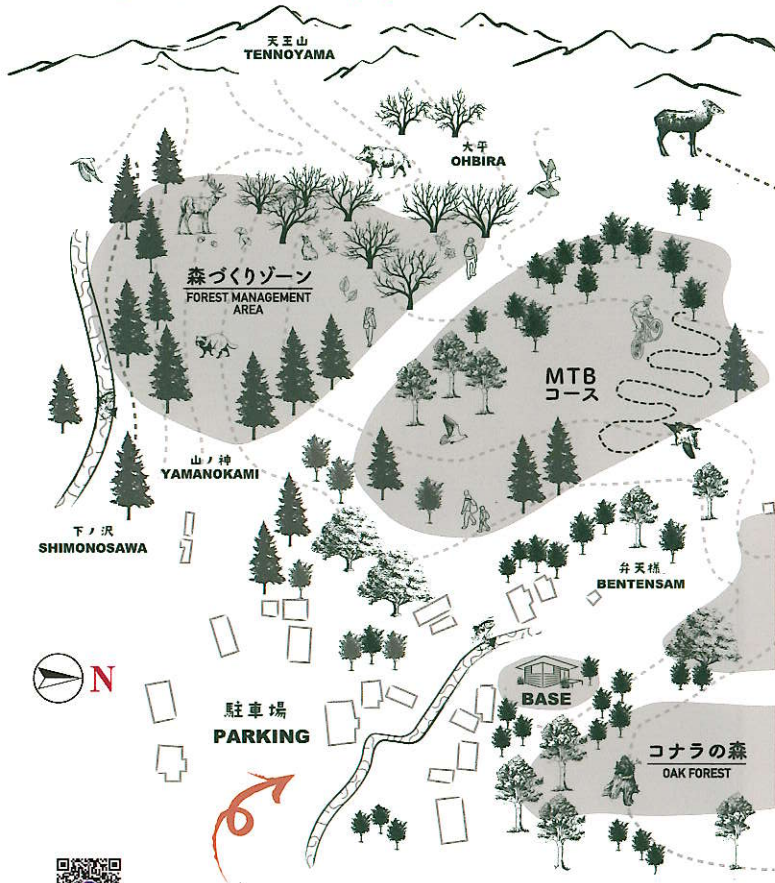 天王山
TENNOYAMA
大平
OHBIRA
森づくりゾーン
FOREST MANAGEMENT
AREA
MTB
コース
山ノ神
YAMANOKAMI
下ノ沢
SHIMONOSAWA
弁天様
BENTENSAM
N
駐車場
PARKING
BASE
コナラの森
OAK FOREST